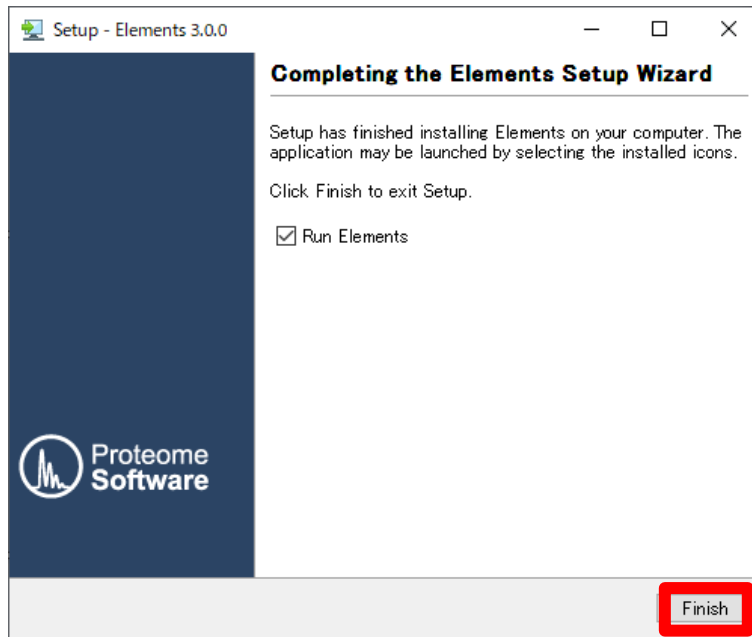 Setup - Elements 3.0.0
Completing the Elements Setup Wizard
Setup has finished installing Elements on your computer. The
application may be launched by selecting the installed icons.
Click Finish to exit Setup.
Run Elements
Proteome
Software
Finish